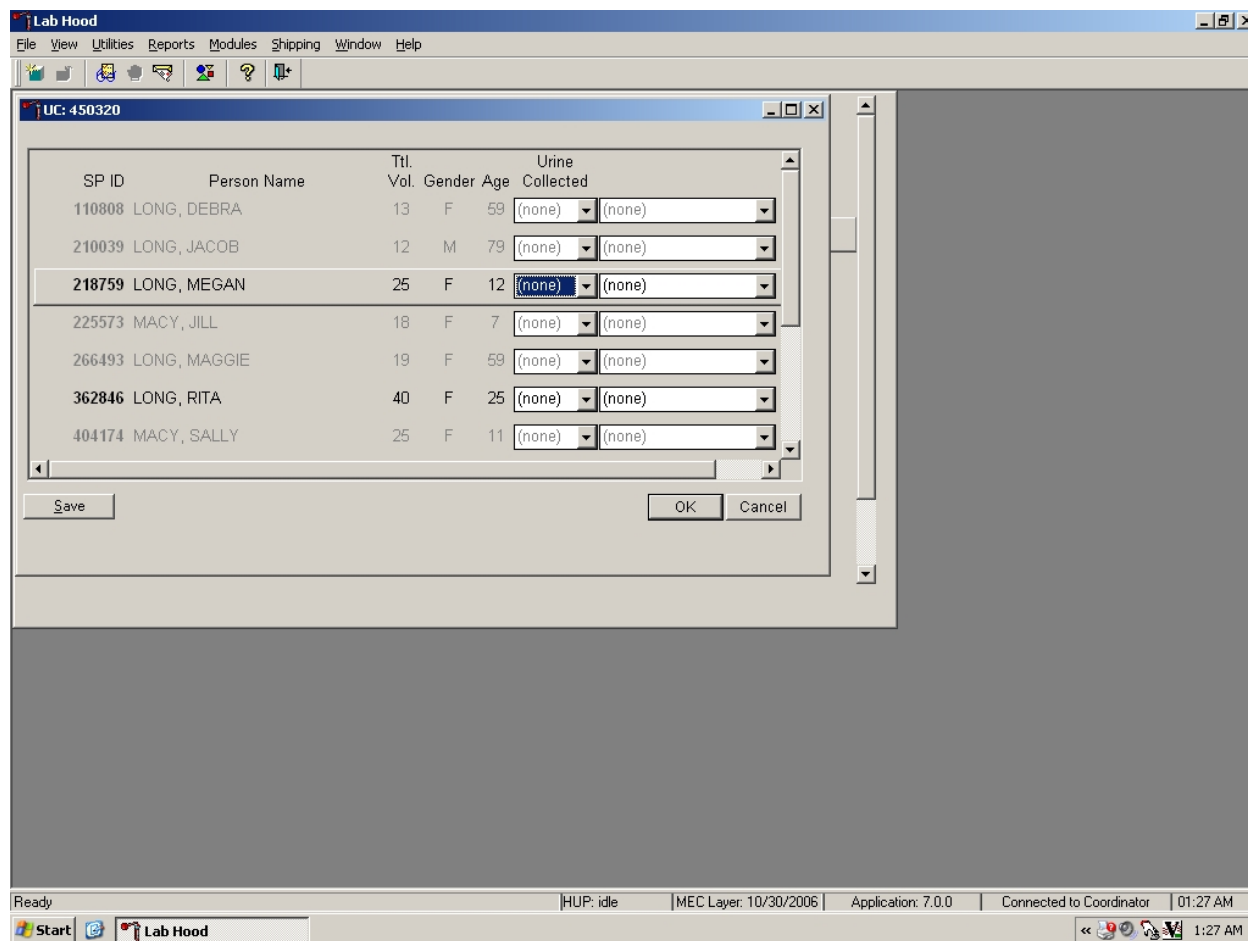 Lab Hood
File View Utilities Reports Modules Shipping Window Help
UC: 450320
Ttl. Urine
SP ID Person Name Vol. Gender Age Collected
110808 LONG, DEBRA 13 F 59 (none) (none)
210039 LONG, JACOB 12 M 79 (none) (none)
218759 LONG, MEGAN 25 F 12 (none) (none)
225573 MACY, JILL 18 F 7 (none) (none)
266493 LONG, MAGGIE 19 F 59 (none) (none)
362846 LONG, RITA 40 F 25 (none) (none)
404174 MACY, SALLY 25 F 11 (none) (none)
Save OK Cancel
Ready HUP: idle MEC Layer: 10/30/2006 Application: 7.0.0 Connected to Coordinator 01:27 AM
Start Lab Hood « 1:27 AM